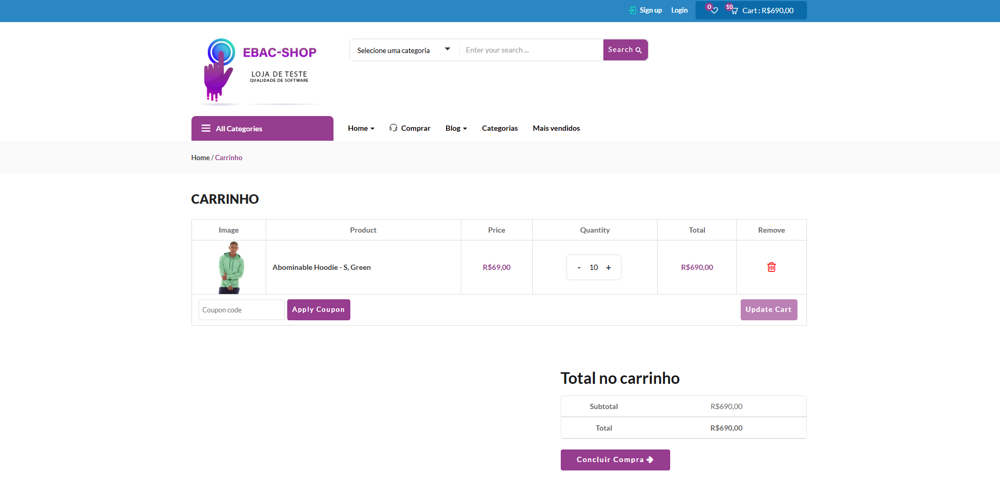 Sign up Login 0 10 Cart : R$690,00
EBAC-SHOP
LOJA DE TESTE
QUALIDADE DE SOFTWARE
Selione uma categoria Enter your search ... Search
All Categories Home Comprar Blog Categorias Mais vendidos
Home / Carrinho
CARRINHO
Image Product Price Quantity Total Remove
Abominable Hoodie - S, Green R$69,00 - 10 + R$690,00
Coupon code Apply Coupon Update Cart
Total no carrinho
Subtotal R$690,00
Total R$690,00
Concluir Compra